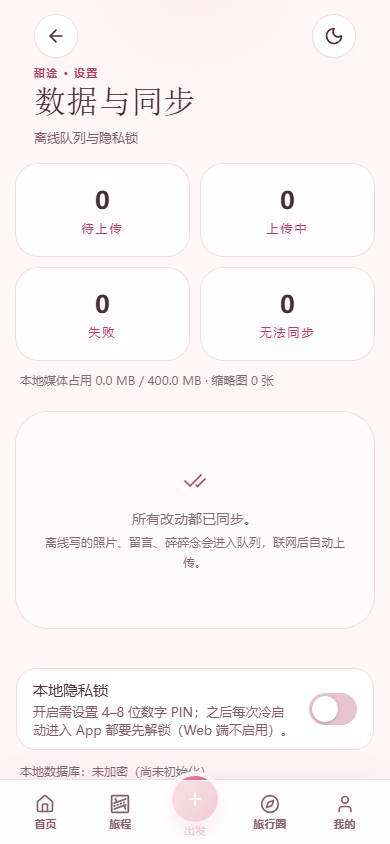 甜途 • 设置
数据与同步
离线队列与隐私锁
0
待上传
0
上传中
0
失败
0
无法同步
本地媒体占用 0.0 MB / 400.0 MB · 缩略图 0 张
所有改动都已同步。
离线写的照片、留言、碎碎念会进入队列，联网后自动上
传。
本地隐私锁
开启需设置 4–8 位数字 PIN；之后每次冷启
动进入 App 都要先解锁（Web 端不启用）。
本地数据库：未加密（尚未初始化）
首页
旅程
出发
旅行圈
我的